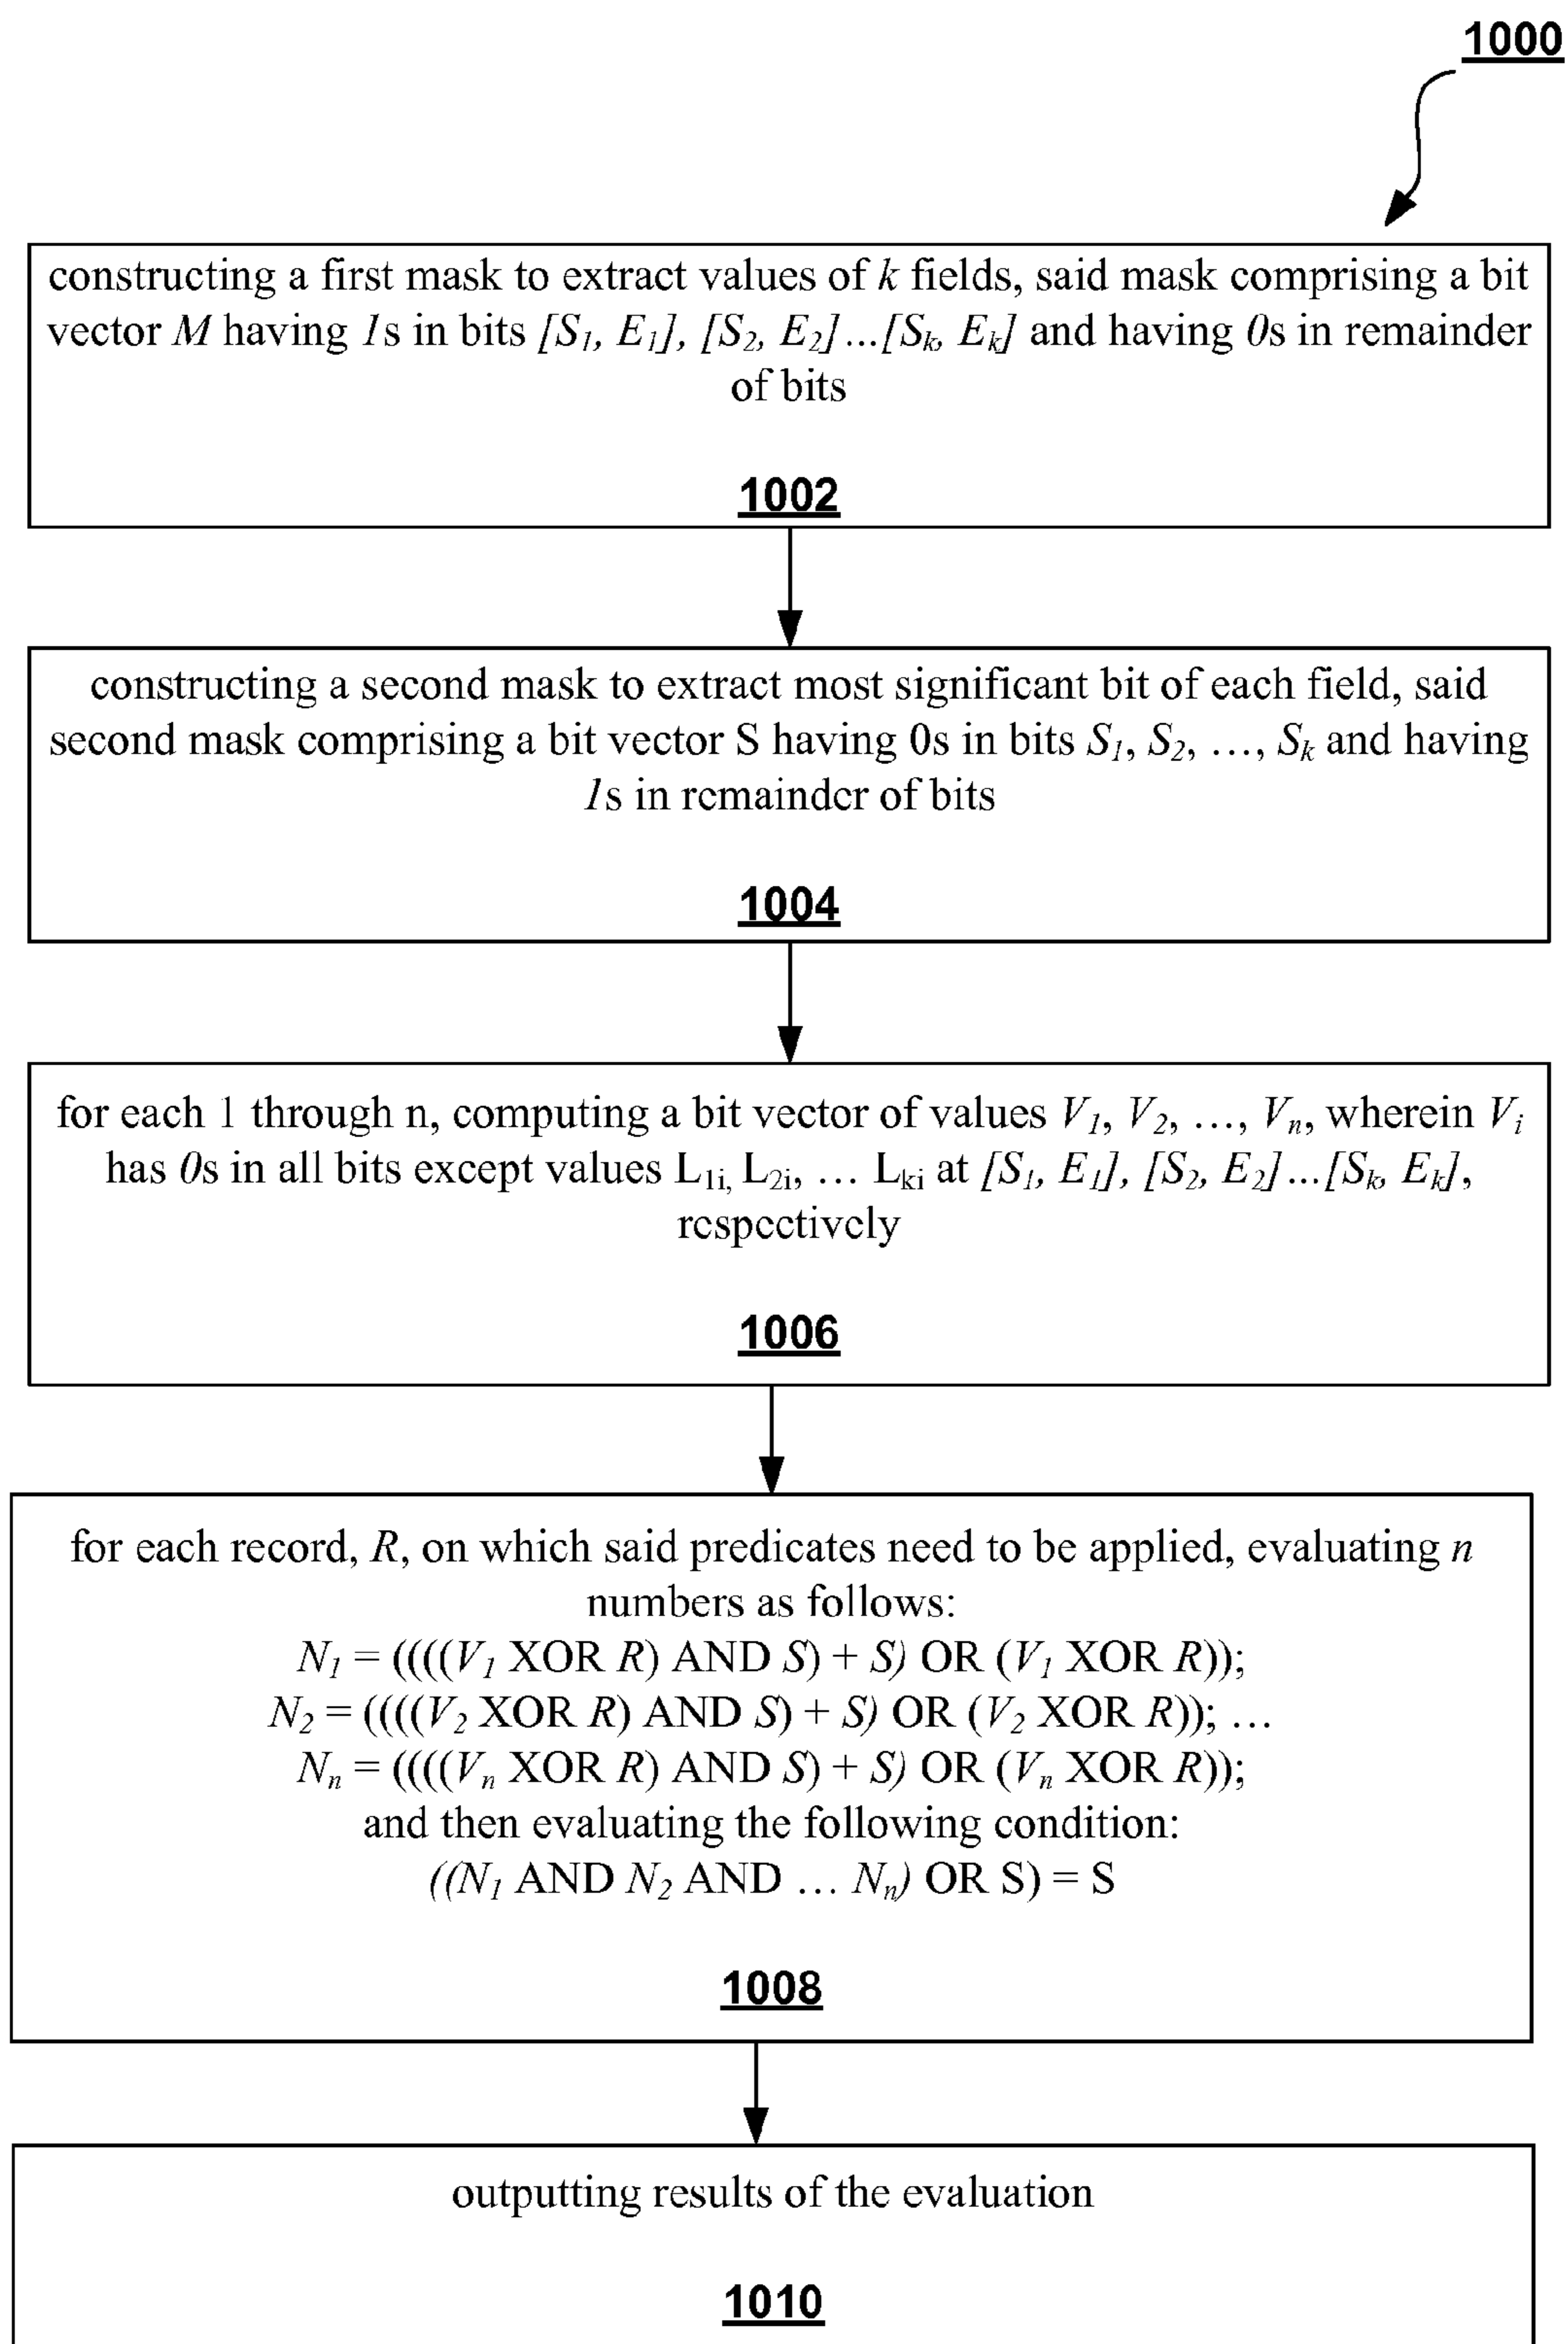 1000
constructing a first mask to extract values of k fields, said mask comprising a bit
vector M having 1s in bits [S1, E1], [S2, E2]...[Sk, Ek] and having 0s in remainder
of bits
1002
constructing a second mask to extract most significant bit of each field, said
second mask comprising a bit vector S having 0s in bits S1, S2, ..., Sk and having
1s in remainder of bits
1004
for each 1 through n, computing a bit vector of values V1, V2, ..., Vn, wherein Vi
has 0s in all bits except values L1i, L2i, ... Lki at [S1, E1], [S2, E2]...[Sk, Ek],
respectively
1006
for each record, R, on which said predicates need to be applied, evaluating n
numbers as follows:
N1 = ((((V1 XOR R) AND S) + S) OR (V1 XOR R));
N2 = ((((V2 XOR R) AND S) + S) OR (V2 XOR R)); ...
Nn = ((((Vn XOR R) AND S) + S) OR (Vn XOR R));
and then evaluating the following condition:
((N1 AND N2 AND ... Nn) OR S) = S
1008
outputting results of the evaluation
1010